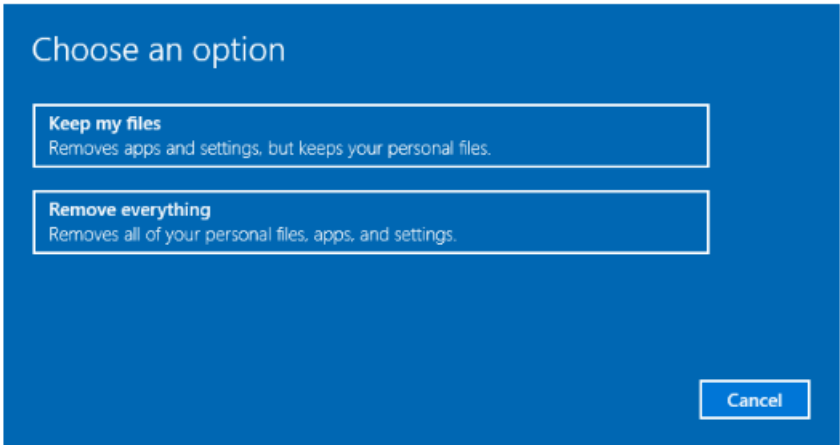 Choose an option
Keep my files
Removes apps and settings, but keeps your personal files.
Remove everything
Removes all of your personal files, apps, and settings.
Cancel